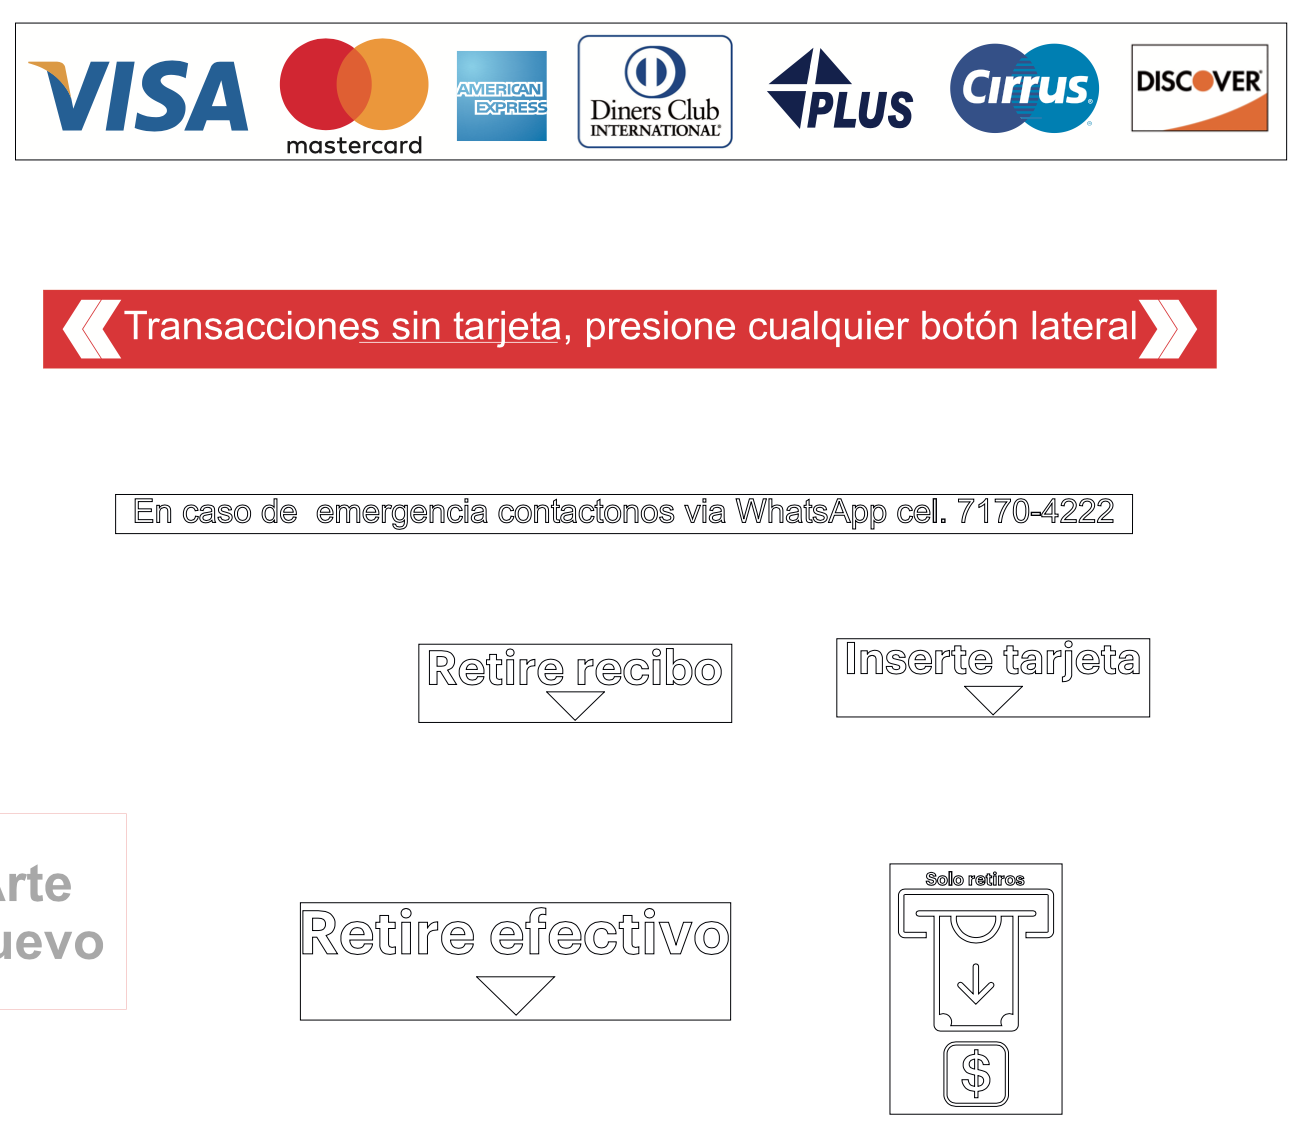 VISA
mastercard
AMERICAN
EXPRESS
Diners Club
INTERNATIONAL®
PLUS
Cirrus®
DISCOVER®
Transacciones sin tarjeta, presione cualquier botón lateral
En caso de  emergencia contactonos via WhatsApp cel. 7170-4222
Retire recibo
Inserte tarjeta
Arte
uevo
Retire efectivo
Solo retiros
$